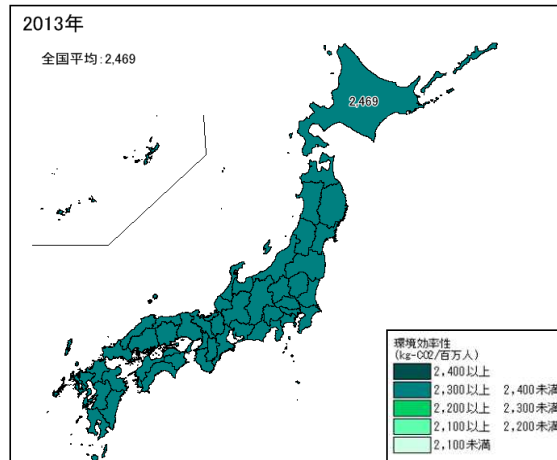 2013年
全国平均:2,469
2,469
環境効率性
(kg-CO2/百万人)
2,400以上
2,300以上 2,400未満
2,200以上 2,300未満
2,100以上 2,200未満
2,100未満